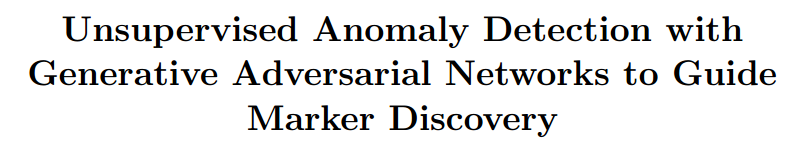 Unsupervised Anomaly Detection with
Generative Adversarial Networks to Guide
Marker Discovery